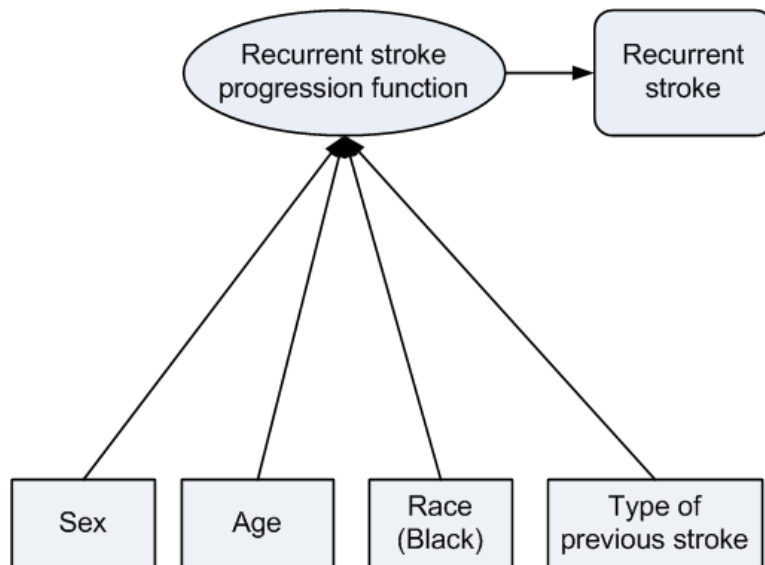 Recurrent stroke
progression function
Recurrent
stroke
Sex
Age
Race
(Black)
Type of
previous stroke